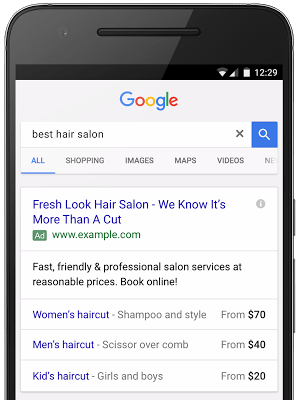 12:29
Google
best hair salon
ALL SHOPPING IMAGES MAPS VIDEOS NE
Fresh Look Hair Salon - We Know It's
More Than A Cut
Ad www.example.com
Fast, friendly & professional salon services at
reasonable prices. Book online!
Women's haircut - Shampoo and style From $70
Men's haircut - Scissor over comb From $40
Kid's haircut - Girls and boys From $20